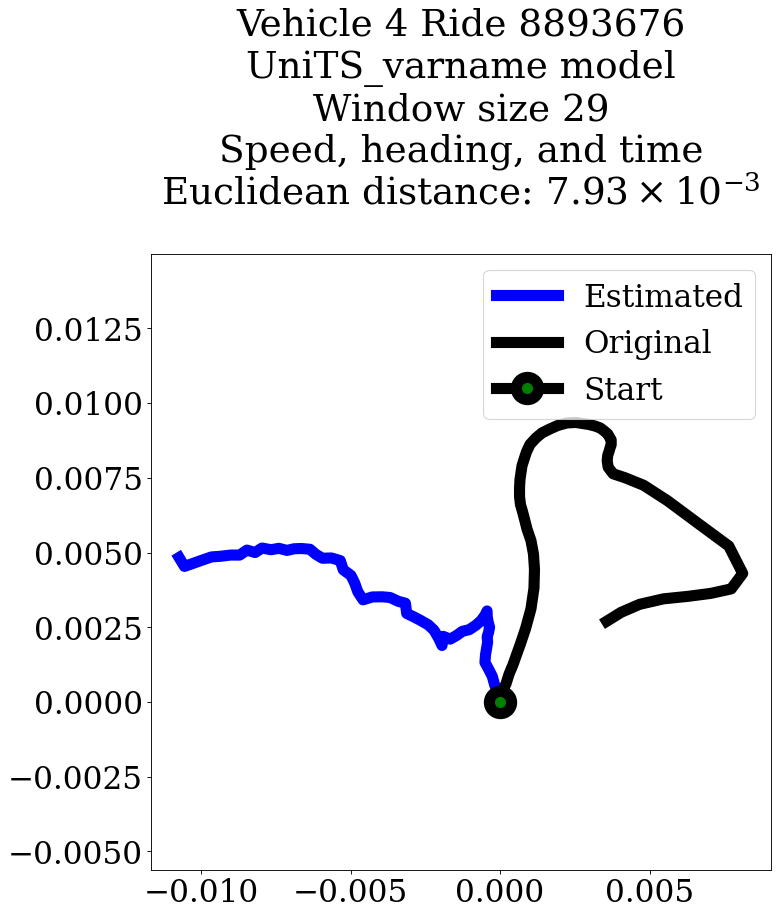 Vehicle 4 Ride 8893676
UniTS_varname model
Window size 29
Speed, heading, and time
Euclidean distance: 7.93 × 10⁻³
Estimated
Original
Start
0.0125
0.0100
0.0075
0.0050
0.0025
0.0000
−0.0025
−0.0050
−0.010 −0.005 0.000 0.005